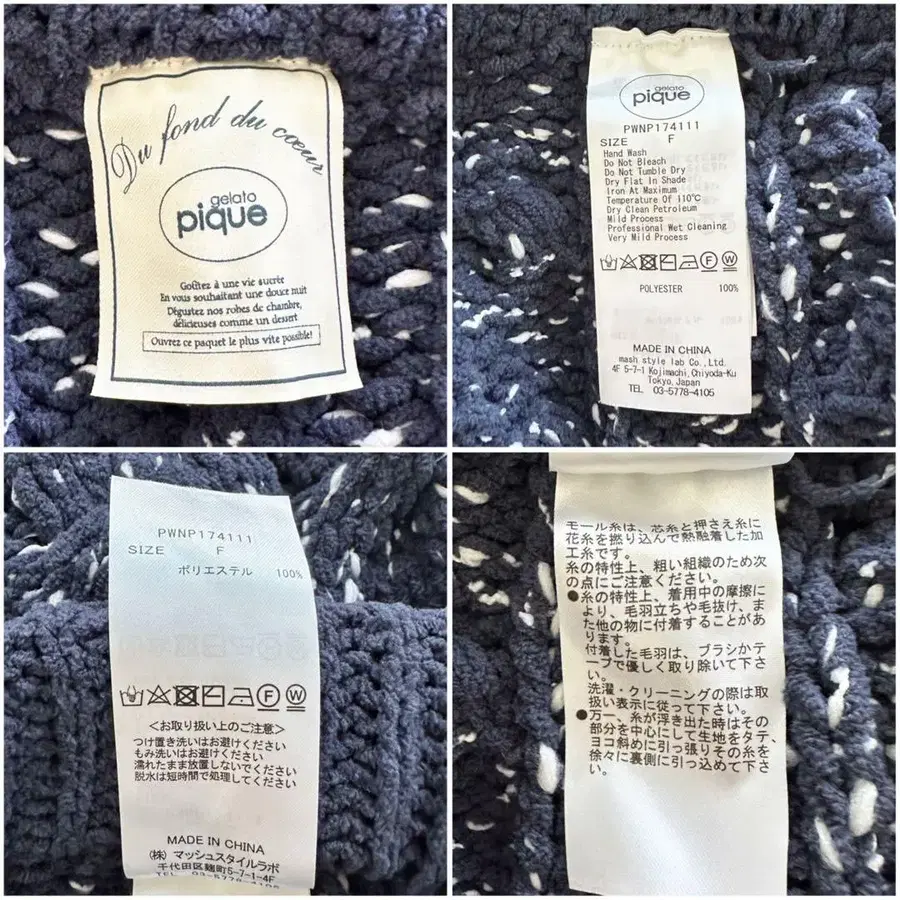 Du fond du cœur
gelato
pique
Goûtez à une vie sucrée
En vous souhaitant une douce nuit
Dégustez nos robes de chambre,
délicieuses comme un dessert
Ouvrez ce paquet le plus vite possible!
gelato
pique
PWNP174111
SIZE F
Hand Wash
Do Not Bleach
Do Not Tumble Dry
Dry Flat In Shade
Iron At Maximum
Temperature Of 110℃
Dry Clean Petroleum
Mild Process
Professional Wet Cleaning
Very Mild Process
POLYESTER 100%
MADE IN CHINA
mash style lab Co.,Ltd.
4F 5-7-1 Kojimachi,Chiyoda-Ku
Tokyo,Japan
TEL 03-5778-4105
PWNP174111
SIZE F
ポリエステル 100%
<お取り扱い上のご注意>
つけ置き洗いはお避けください
もみ洗いはお避けください
濡れたまま放置しないでください
脱水は短時間で処理してください
MADE IN CHINA
(株) マッシュスタイルラボ
千代田区麹町5-7-1-4F
TEL 03-5778-4105
モール糸は、芯糸と押さえ糸に
花糸を撚り込んで熱融着した加
工糸です。
糸の特性上、粗い組織のため次
の点にご注意ください。
●糸の特性上、着用中の摩擦に
より、毛羽立ちや毛抜け、ま
た他の物に付着することがあ
ります。
付着した毛羽は、ブラシかテ
ープで優しく取り除いて下さ
い。
洗濯・クリーニングの際は取
扱い表示に従って下さい。
●万一、糸が浮き出た時はその
部分を中心にして生地をタテ、
ヨコ斜めに引っ張りその糸を
徐々に裏側に引っ込めて下さ
い。